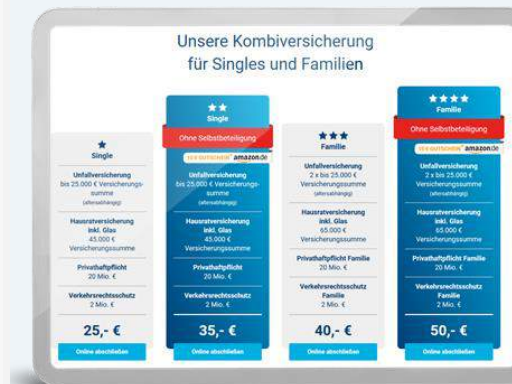 Unsere Kombiversicherung
für Singles und Familien
Single
Unfallversicherung
bis 25.000 € Versicherungs-
summe
(altersabhängig)
Hausratversicherung
inkl. Glas
45.000 €
Versicherungssumme
Privathaftpflicht
20 Mio. €
Verkehrsrechtsschutz
2 Mio. €
25,- €
Online abschließen
Single
Ohne Selbstbeteiligung
amazon.de
Unfallversicherung
bis 25.000 € Versicherungs-
summe
(altersabhängig)
Hausratversicherung
inkl. Glas
45.000 €
Versicherungssumme
Privathaftpflicht
20 Mio. €
Verkehrsrechtsschutz
2 Mio. €
35,- €
Online abschließen
Familie
Unfallversicherung
2 x bis 25.000 €
Versicherungssumme
(altersabhängig)
Hausratversicherung
inkl. Glas
65.000 €
Versicherungssumme
Privathaftpflicht Familie
20 Mio. €
Verkehrsrechtsschutz
Familie
2 Mio. €
40,- €
Online abschließen
Familie
Ohne Selbstbeteiligung
amazon.de
Unfallversicherung
2 x bis 25.000 €
Versicherungssumme
(altersabhängig)
Hausratversicherung
inkl. Glas
65.000 €
Versicherungssumme
Privathaftpflicht Familie
20 Mio. €
Verkehrsrechtsschutz
Familie
2 Mio. €
50,- €
Online abschließen